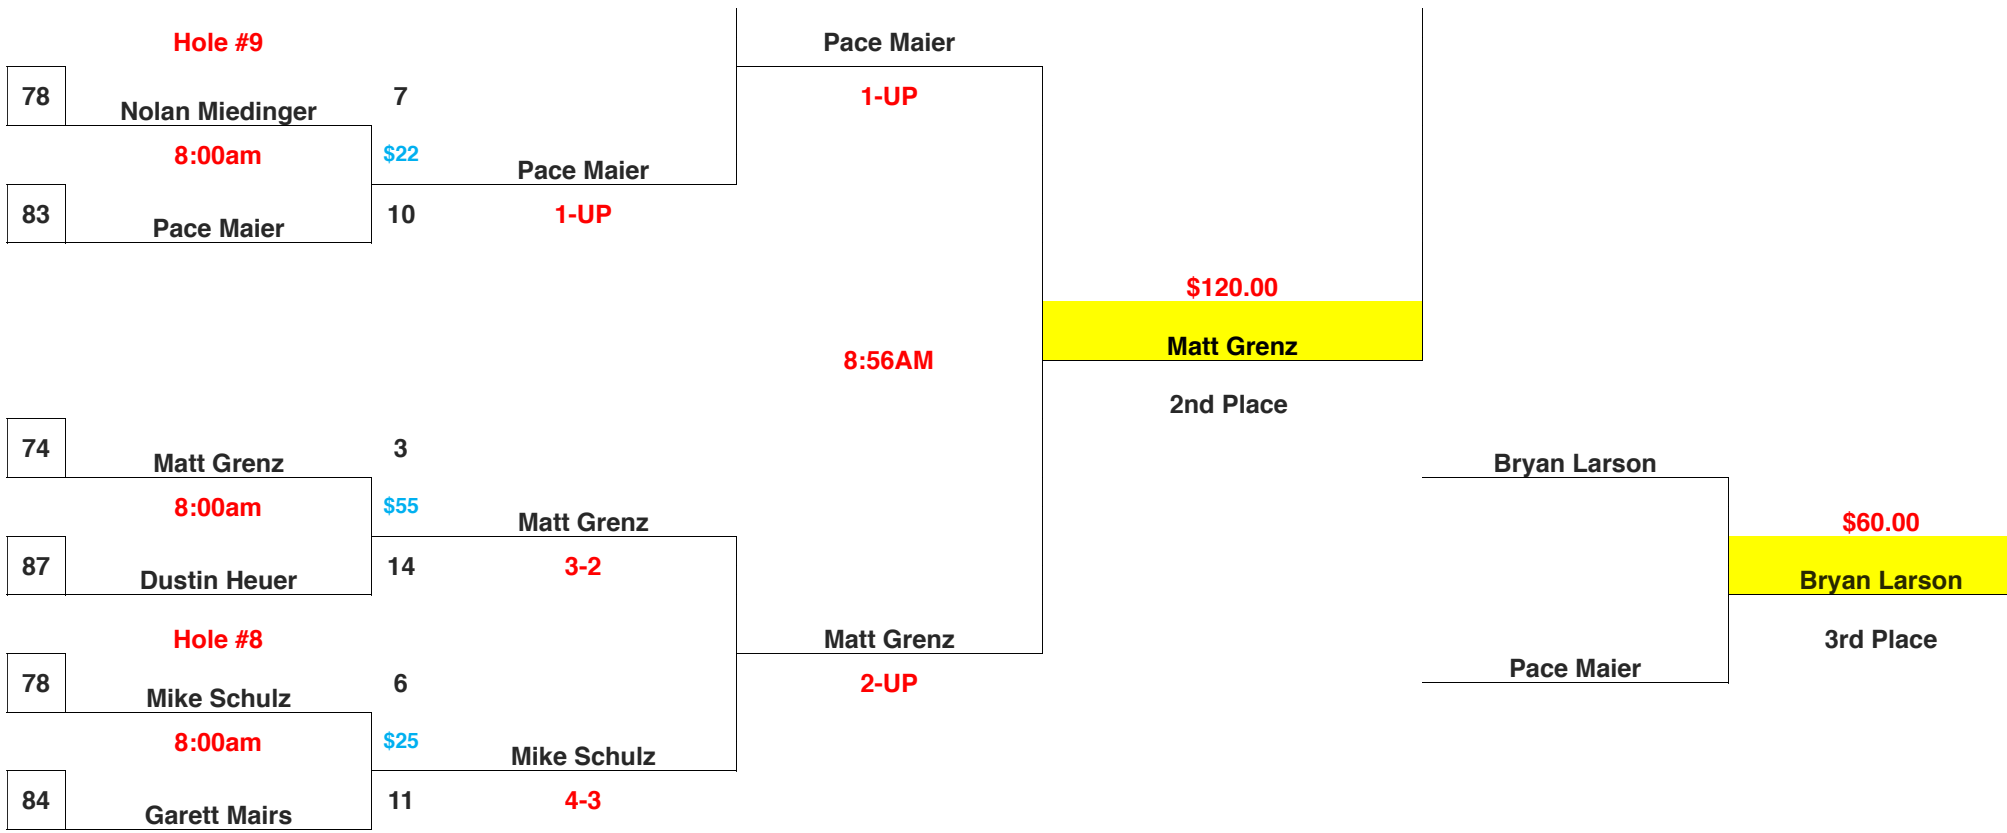 Hole #9
Pace Maier
78
Nolan Miedinger
7
1-UP
8:00am
$22
Pace Maier
83
Pace Maier
10
1-UP
$120.00
Matt Grenz
8:56AM
2nd Place
74
Matt Grenz
3
Bryan Larson
8:00am
$55
Matt Grenz
$60.00
87
Dustin Heuer
14
3-2
Bryan Larson
Hole #8
Matt Grenz
3rd Place
78
Mike Schulz
6
2-UP
Pace Maier
8:00am
$25
Mike Schulz
84
Garett Mairs
11
4-3